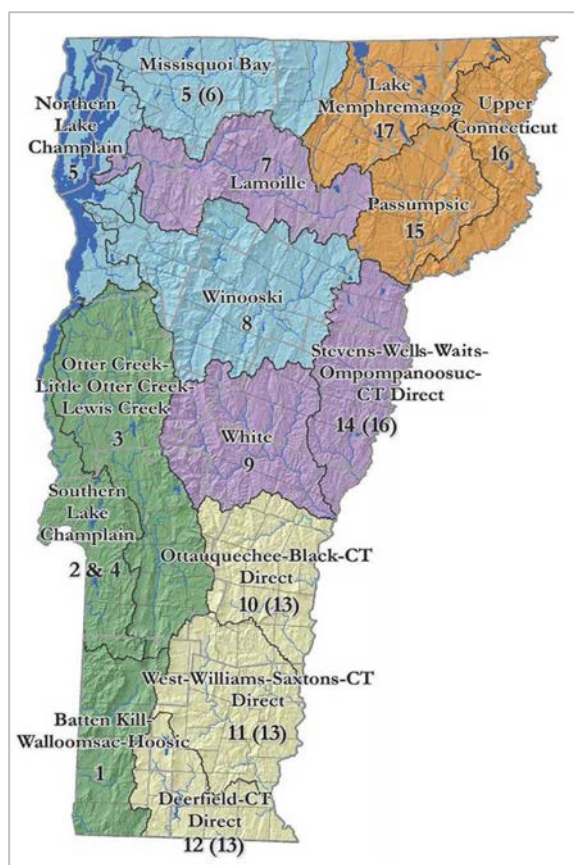 Missisquoi Bay
5 (6)
Northern
Lake
Champlain
5
Lake
Memphremagog
17
Upper
Connecticut
16
7
Lamoille
Passumpsic
15
Winooski
8
Stevens-Wells-Waits-
Ompompanoosuc-
CT Direct
14 (16)
Otter Creek-
Little Otter Creek-
Lewis Creek
3
White
9
Southern
Lake
Champlain
2 & 4
Ottauquechee-Black-CT
Direct
10 (13)
West-Williams-Saxtons-CT
Direct
11 (13)
Batten Kill-
Walloomsac-Hoosic
1
Deerfield-CT
Direct
12 (13)